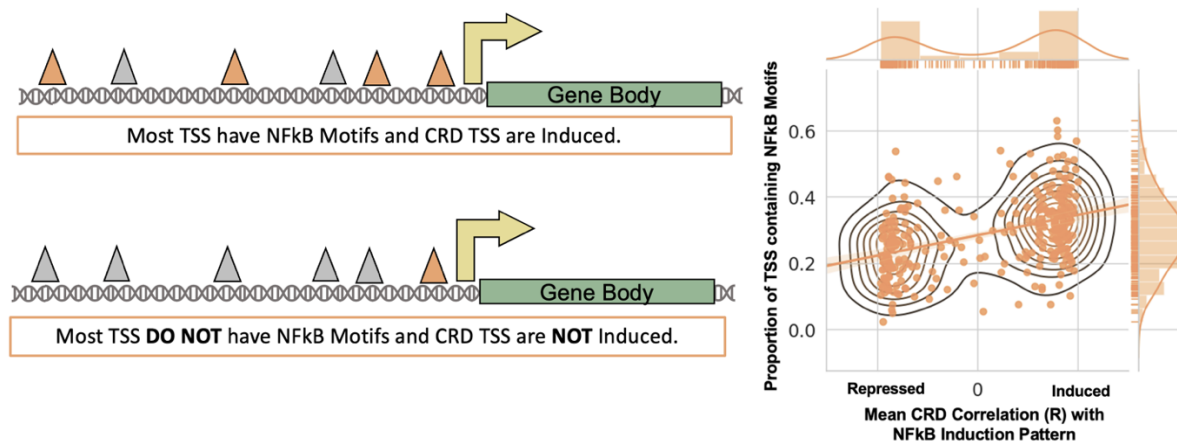 Gene Body
Most TSS have NFkB Motifs and CRD TSS are Induced.
Gene Body
Most TSS DO NOT have NFkB Motifs and CRD TSS are NOT Induced.
Proportion of TSS containing NFkB Motifs
0.6
0.4
0.2
0.0
Repressed
0
Induced
Mean CRD Correlation (R) with
NFkB Induction Pattern